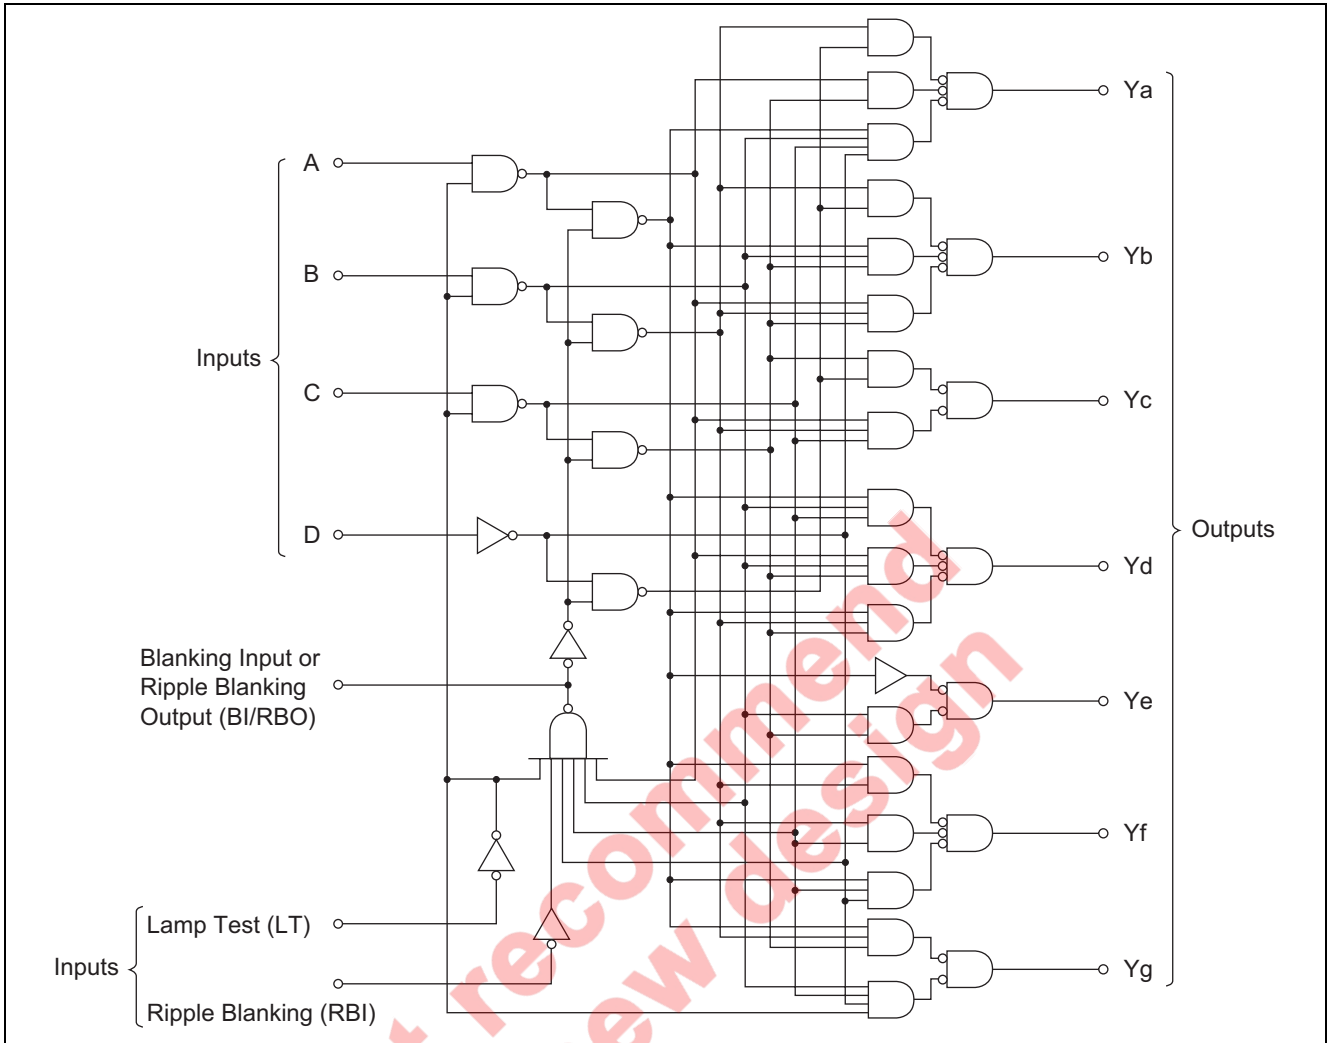 Ya
A
B
Yb
Inputs
C
Yc
D
Outputs
Yd
Blanking Input or
Ripple Blanking
Output (BI/RBO)
Ye
Yf
Lamp Test (LT)
Inputs
Yg
Ripple Blanking (RBI)
t recommend
ew design